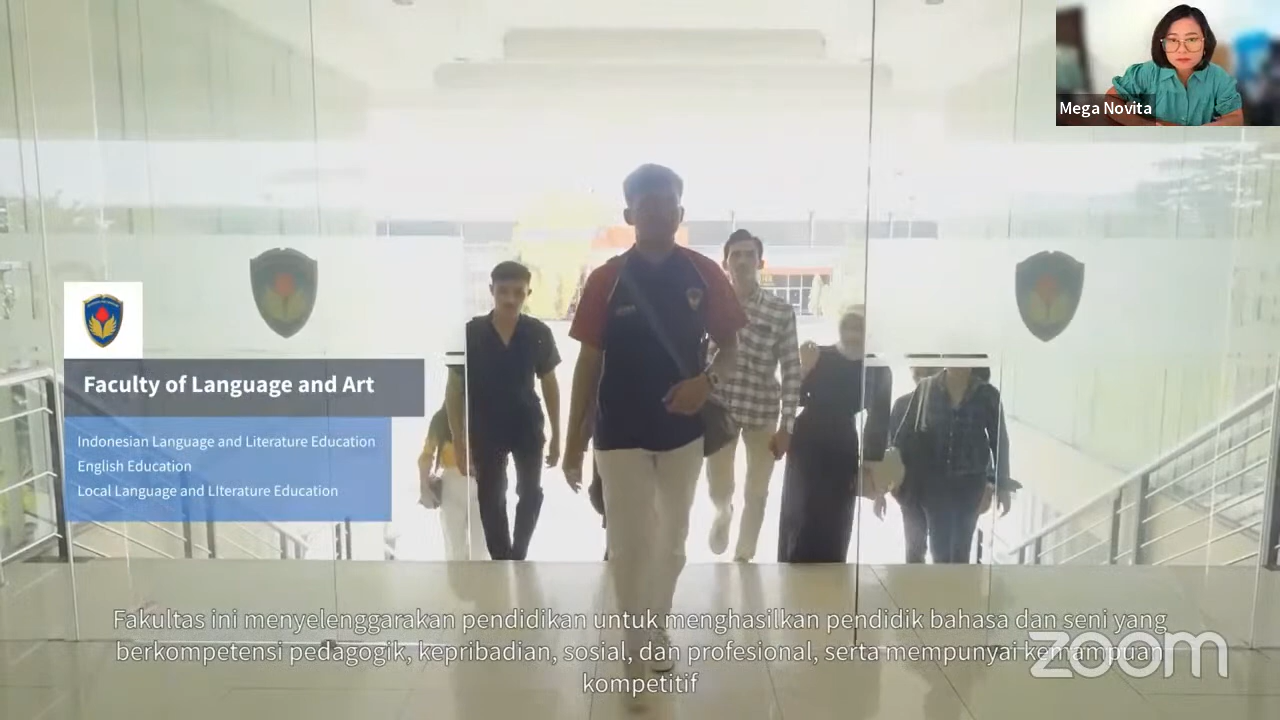 Mega Novita
Faculty of Language and Art
Indonesian Language and Literature Education
English Education
Local Language and LIterature Education
Fakultas ini menyelenggarakan pendidikan untuk menghasilkan pendidik bahasa dan seni yang
berkompetensi pedagogik, kepribadian, sosial, dan profesional, serta mempunyai kemampuan
kompetitif
zoom